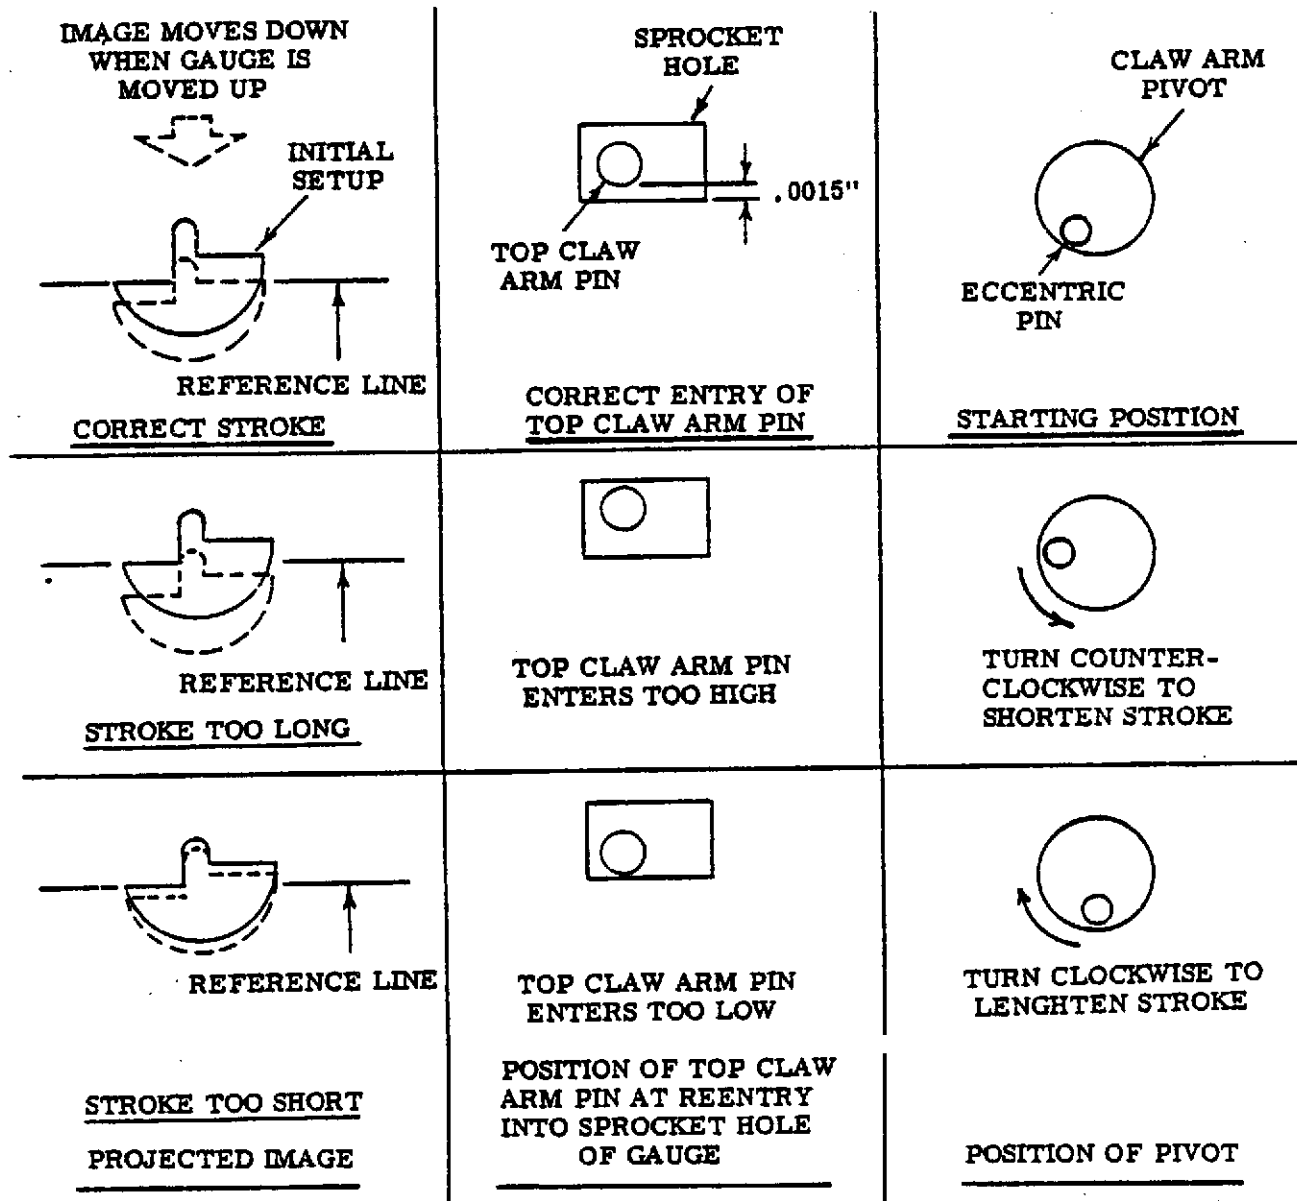 IMAGE MOVES DOWN
WHEN GAUGE IS
MOVED UP
INITIAL
SETUP
REFERENCE LINE
CORRECT STROKE
SPROCKET
HOLE
.0015"
TOP CLAW
ARM PIN
CORRECT ENTRY OF
TOP CLAW ARM PIN
CLAW ARM
PIVOT
ECCENTRIC
PIN
STARTING POSITION
REFERENCE LINE
STROKE TOO LONG
TOP CLAW ARM PIN
ENTERS TOO HIGH
TURN COUNTER-
CLOCKWISE TO
SHORTEN STROKE
REFERENCE LINE
STROKE TOO SHORT
PROJECTED IMAGE
TOP CLAW ARM PIN
ENTERS TOO LOW
POSITION OF TOP CLAW
ARM PIN AT REENTRY
INTO SPROCKET HOLE
OF GAUGE
TURN CLOCKWISE TO
LENGHTEN STROKE
POSITION OF PIVOT